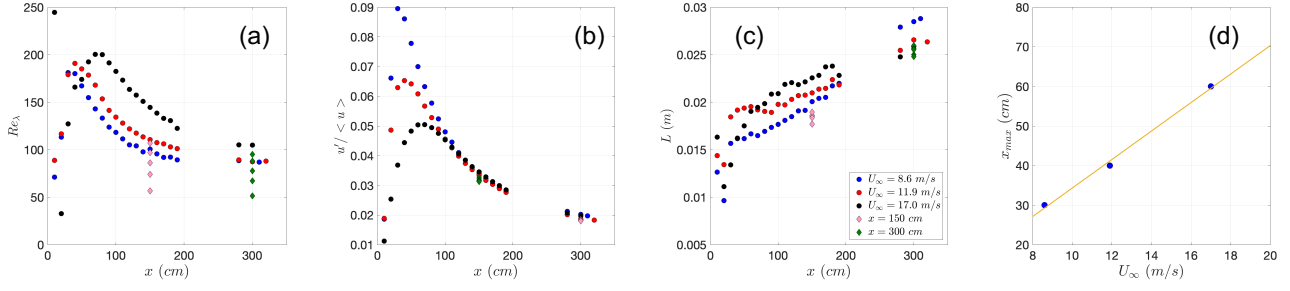 (a)
250
200
150
100
50
0
Re_λ
0
100
200
300
x (cm)
(b)
0.09
0.08
0.07
0.06
0.05
0.04
0.03
0.02
0.01
u′/ < u >
0
100
200
300
x (cm)
(c)
0.03
0.025
0.02
0.015
0.01
0.005
L (m)
0
100
200
300
x (cm)
U∞ = 8.6 m/s
U∞ = 11.9 m/s
U∞ = 17.0 m/s
x = 150 cm
x = 300 cm
(d)
80
70
60
50
40
30
20
x_max (cm)
8
10
12
14
16
18
20
U∞ (m/s)